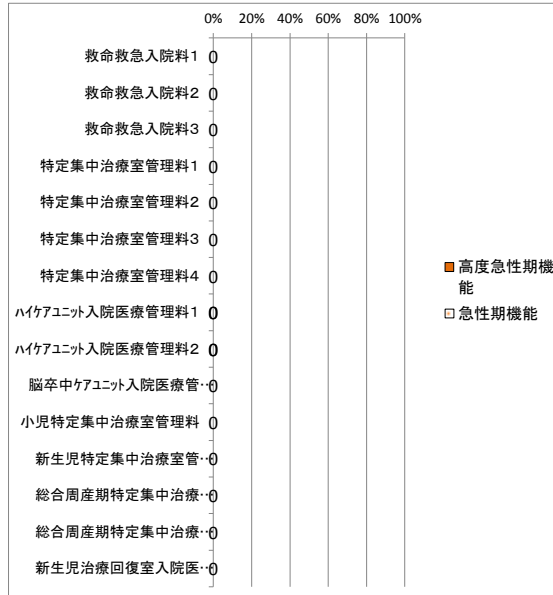 0% 20% 40% 60% 80% 100%
救命救急入院料1 0
救命救急入院料2 0
救命救急入院料3 0
特定集中治療室管理料1 0
特定集中治療室管理料2 0
特定集中治療室管理料3 0
特定集中治療室管理料4 0
ﾊｲｹｱﾕﾆｯﾄ入院医療管理料1 0
ﾊｲｹｱﾕﾆｯﾄ入院医療管理料2 0
脳卒中ｹｱﾕﾆｯﾄ入院医療管… 0
小児特定集中治療室管理料 0
新生児特定集中治療室管… 0
総合周産期特定集中治療… 0
総合周産期特定集中治療… 0
新生児治療回復室入院医… 0
高度急性期機
能
急性期機能